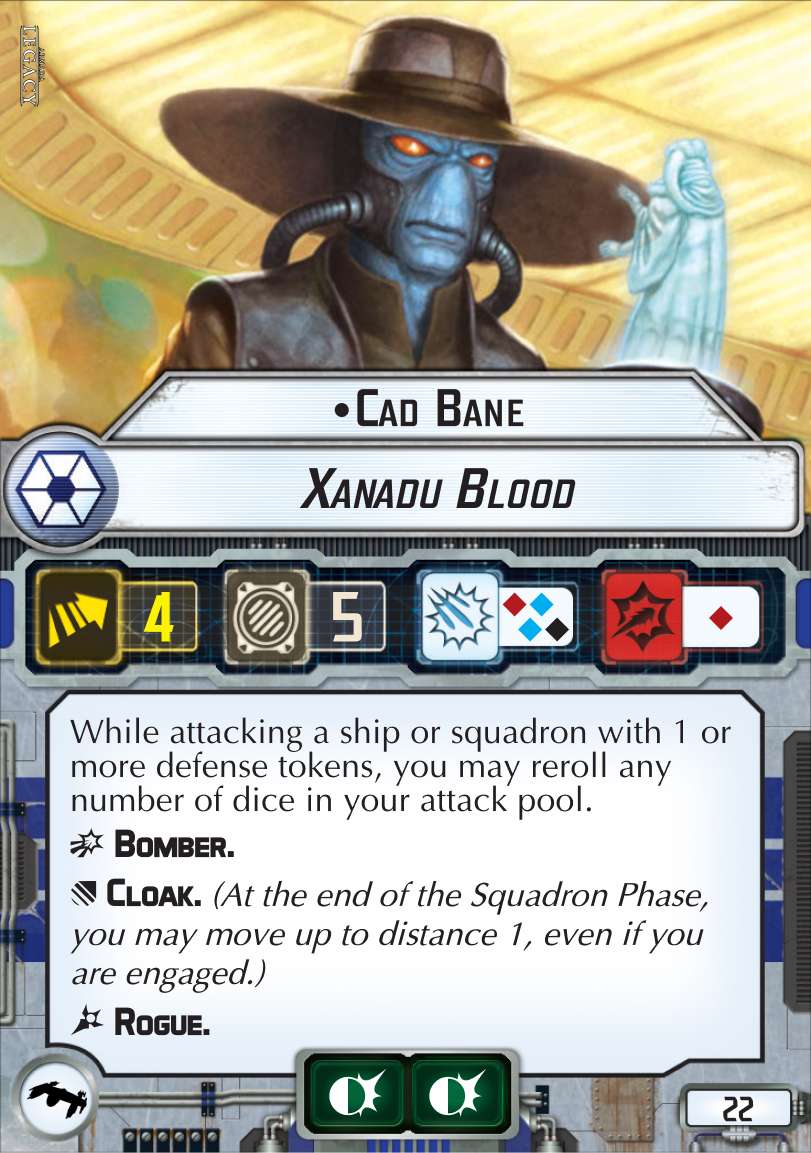 ARMADA
LEGACY
•CAD BANE
XANADU BLOOD
4
5
While attacking a ship or squadron with 1 or
more defense tokens, you may reroll any
number of dice in your attack pool.
BOMBER.
CLOAK. (At the end of the Squadron Phase,
you may move up to distance 1, even if you
are engaged.)
ROGUE.
22